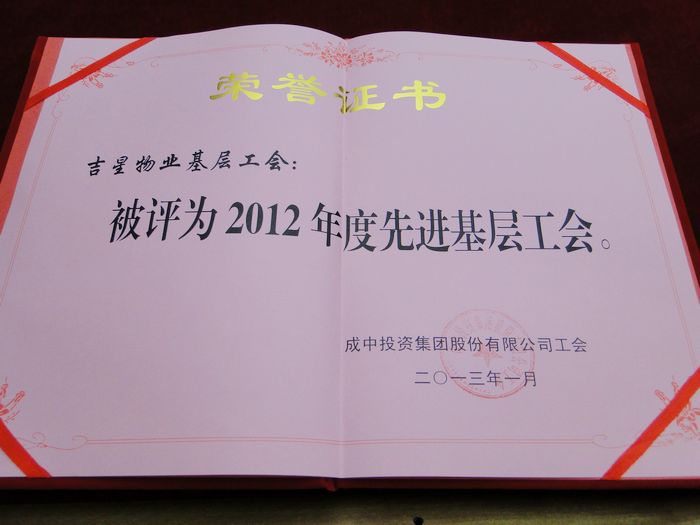 荣誉证书
吉星物业基层工会：
被评为2012年度先进基层工会。
成中投资集团股份有限公司工会
二〇一三年一月